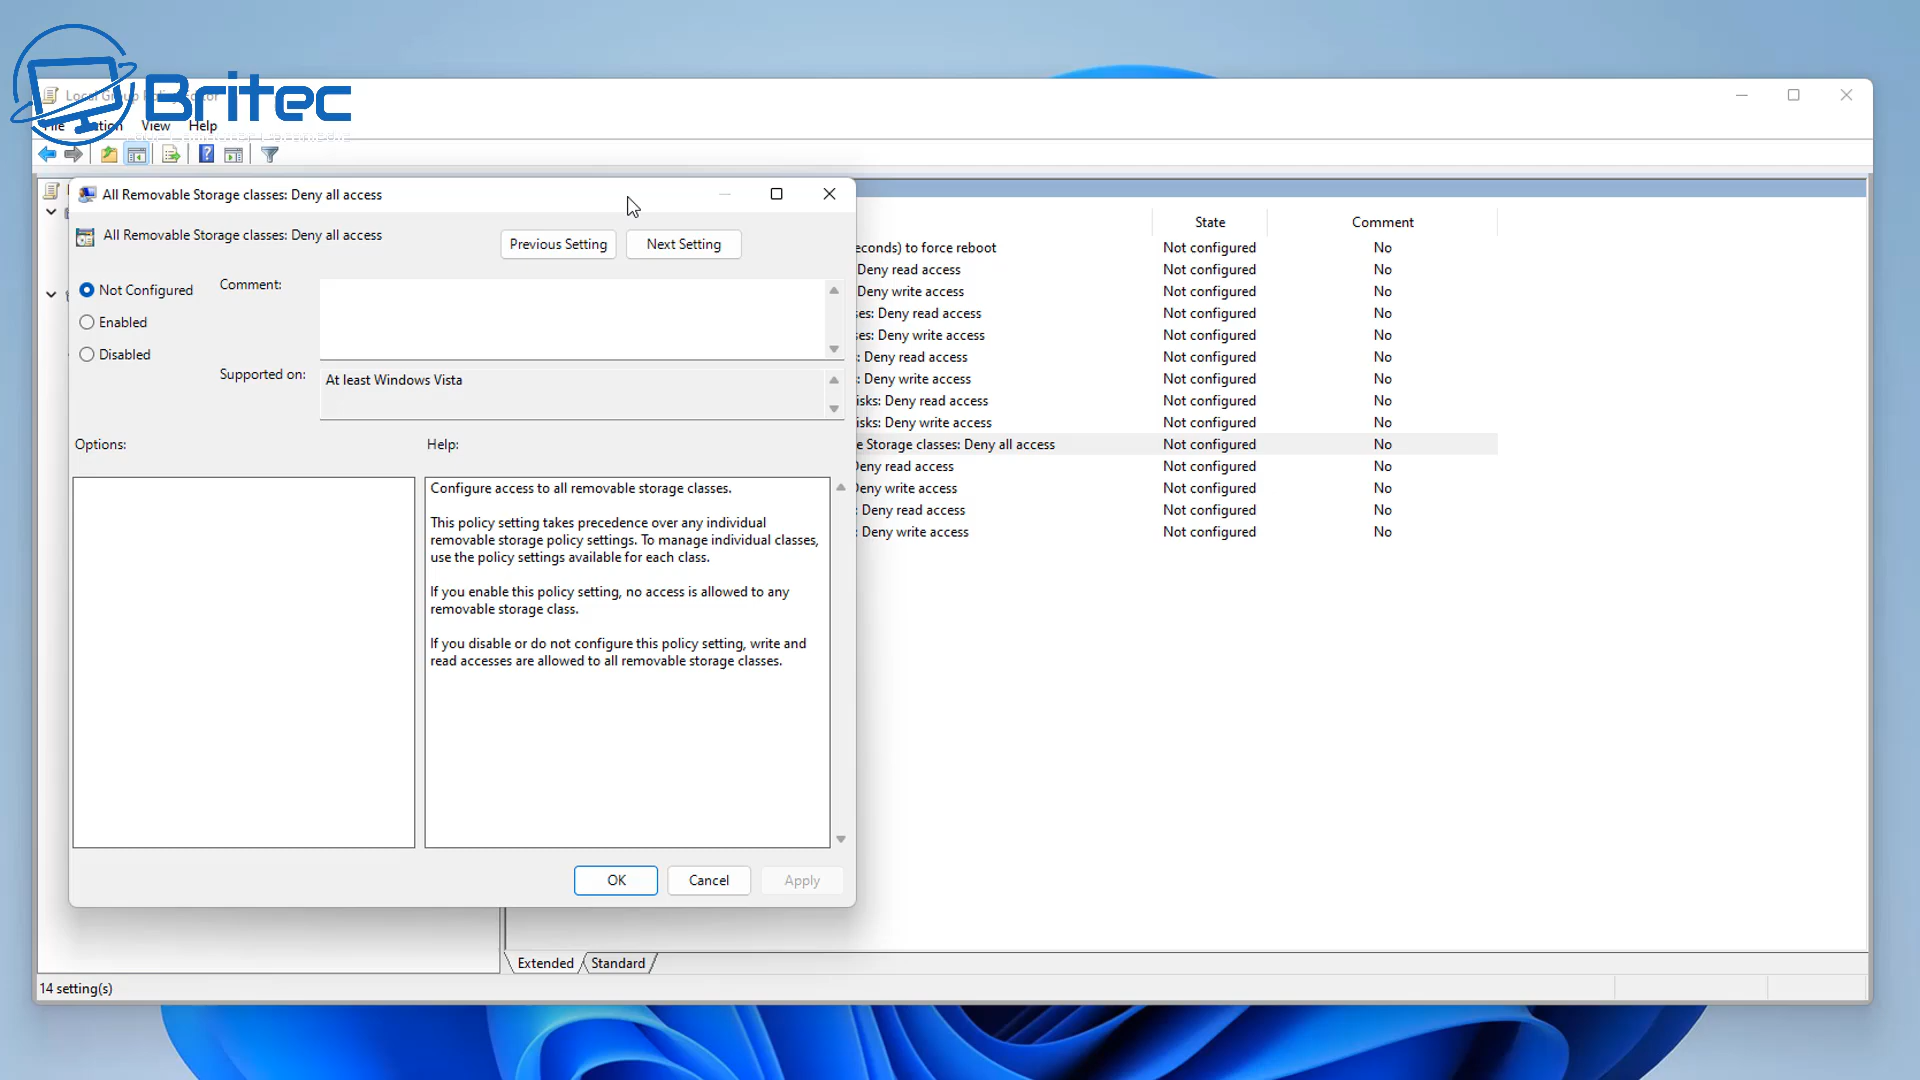 Britec
View
Help
All Removable Storage classes: Deny all access
All Removable Storage classes: Deny all access
Previous Setting
Next Setting
Not Configured
Enabled
Disabled
Comment:
Supported on:
At least Windows Vista
Options:
Help:
Configure access to all removable storage classes.
This policy setting takes precedence over any individual
removable storage policy settings. To manage individual classes,
use the policy settings available for each class.
If you enable this policy setting, no access is allowed to any
removable storage class.
If you disable or do not configure this policy setting, write and
read accesses are allowed to all removable storage classes.
OK
Cancel
Apply
State
Comment
econds) to force reboot Not configured No
Deny read access Not configured No
Deny write access Not configured No
ses: Deny read access Not configured No
ses: Deny write access Not configured No
: Deny read access Not configured No
: Deny write access Not configured No
isks: Deny read access Not configured No
isks: Deny write access Not configured No
e Storage classes: Deny all access Not configured No
Deny read access Not configured No
Deny write access Not configured No
: Deny read access Not configured No
: Deny write access Not configured No
Extended
Standard
14 setting(s)